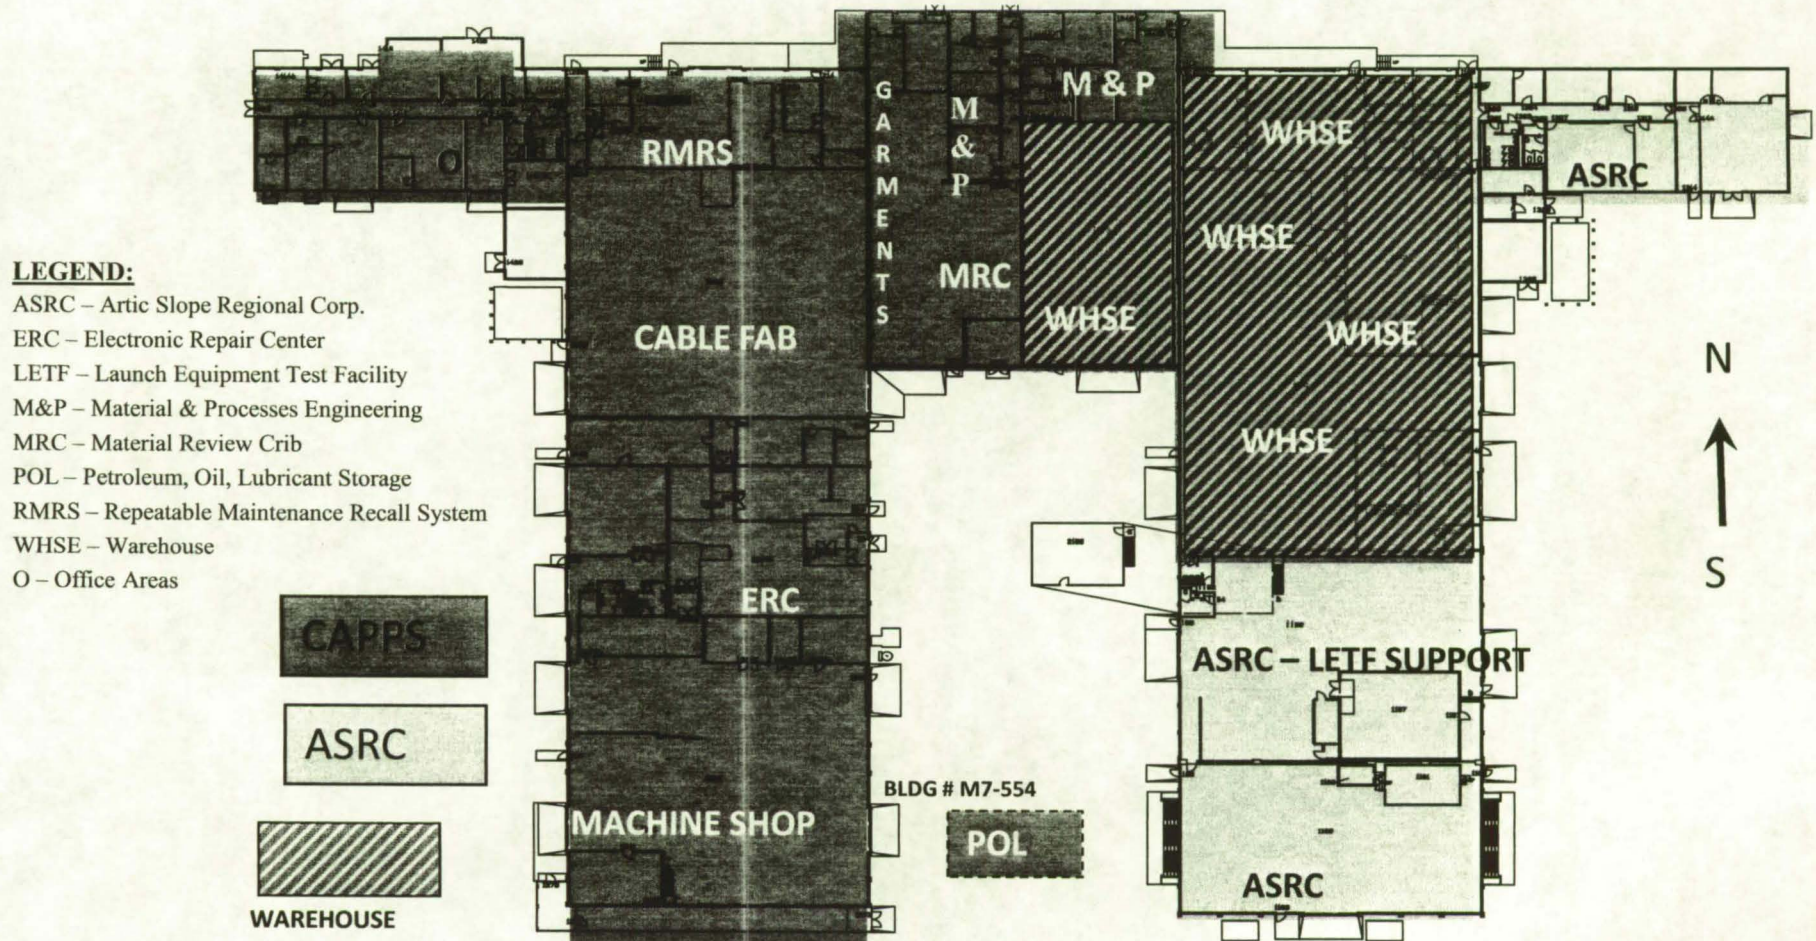 GARMENTS
M & P
M & P
WHSE
RMRS
O
ASRC
WHSE
LEGEND:
ASRC – Artic Slope Regional Corp.
ERC – Electronic Repair Center
LETF – Launch Equipment Test Facility
M&P – Material & Processes Engineering
MRC – Material Review Crib
POL – Petroleum, Oil, Lubricant Storage
RMRS – Repeatable Maintenance Recall System
WHSE – Warehouse
O – Office Areas
MRC
WHSE
CABLE FAB
WHSE
N
WHSE
S
ERC
CAPPS
ASRC – LETF SUPPORT
ASRC
BLDG # M7-554
MACHINE SHOP
POL
ASRC
WAREHOUSE